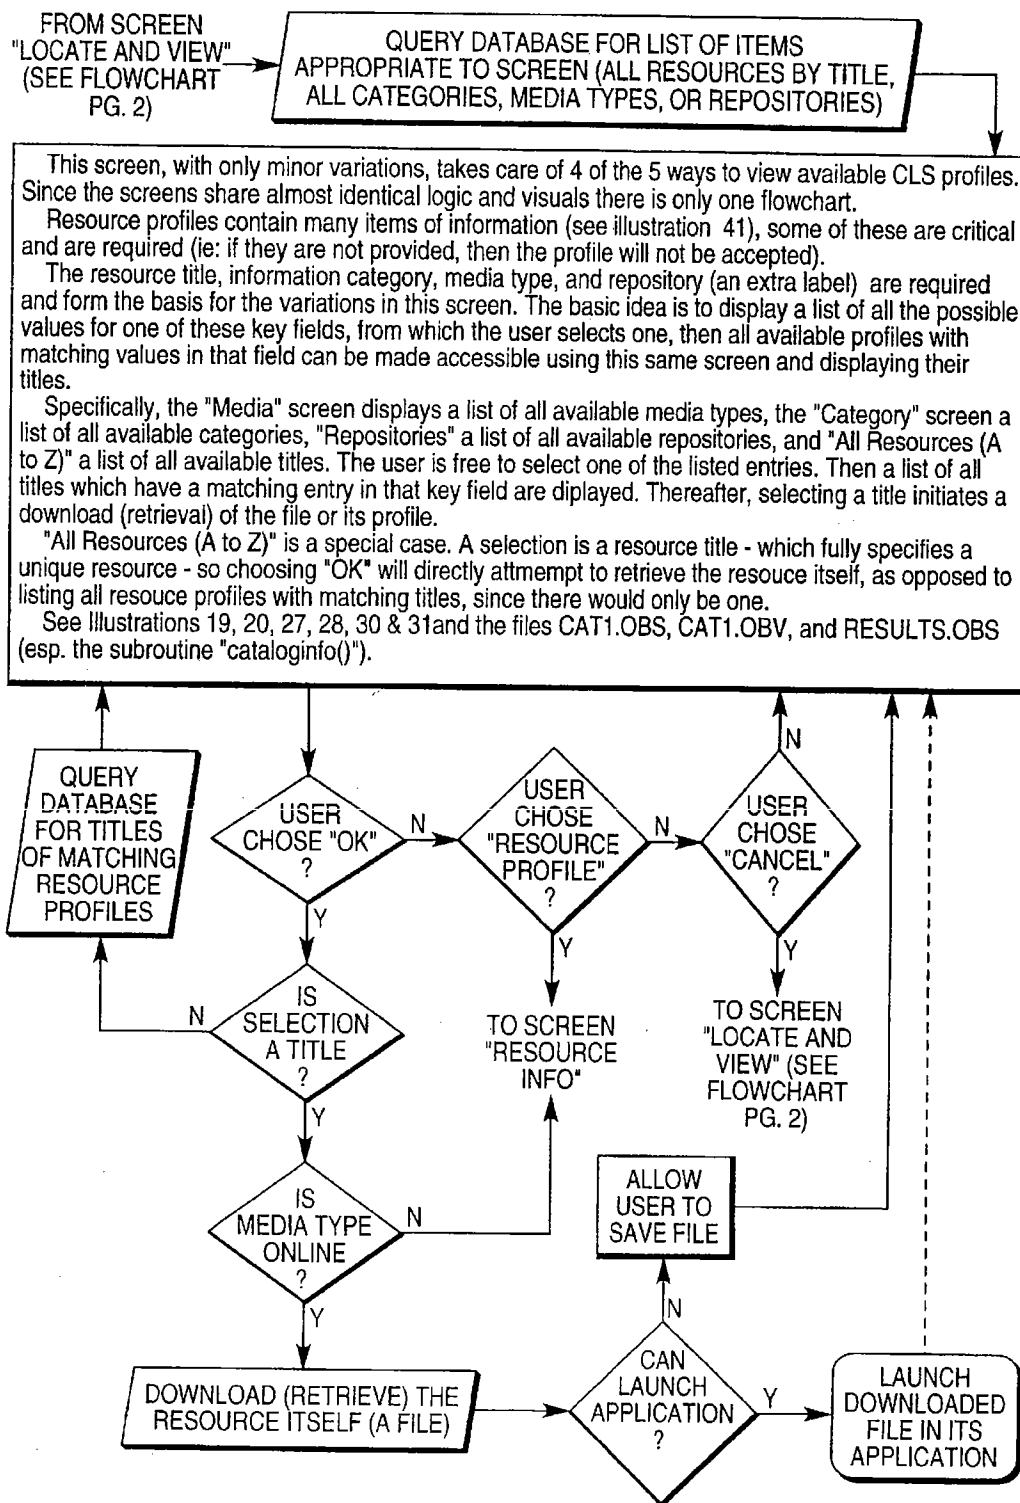 FROM SCREEN
"LOCATE AND VIEW"
(SEE FLOWCHART
PG. 2)
QUERY DATABASE FOR LIST OF ITEMS
APPROPRIATE TO SCREEN (ALL RESOURCES BY TITLE,
ALL CATEGORIES, MEDIA TYPES, OR REPOSITORIES)
This screen, with only minor variations, takes care of 4 of the 5 ways to view available CLS profiles.
Since the screens share almost identical logic and visuals there is only one flowchart.
Resource profiles contain many items of information (see illustration 41), some of these are critical
and are required (ie: if they are not provided, then the profile will not be accepted).
The resource title, information category, media type, and repository (an extra label) are required
and form the basis for the variations in this screen. The basic idea is to display a list of all the possible
values for one of these key fields, from which the user selects one, then all available profiles with
matching values in that field can be made accessible using this same screen and displaying their
titles.
Specifically, the "Media" screen displays a list of all available media types, the "Category" screen a
list of all available categories, "Repositories" a list of all available repositories, and "All Resources (A
to Z)" a list of all available titles. The user is free to select one of the listed entries. Then a list of all
titles which have a matching entry in that key field are diplayed. Thereafter, selecting a title initiates a
download (retrieval) of the file or its profile.
"All Resources (A to Z)" is a special case. A selection is a resource title - which fully specifies a
unique resource - so choosing "OK" will directly attmempt to retrieve the resouce itself, as opposed to
listing all resouce profiles with matching titles, since there would only be one.
See Illustrations 19, 20, 27, 28, 30 & 31and the files CAT1.OBS, CAT1.OBV, and RESULTS.OBS
(esp. the subroutine "cataloginfo()").
QUERY
DATABASE
FOR TITLES
OF MATCHING
RESOURCE
PROFILES
USER
CHOSE "OK"
?
N
Y
USER
CHOSE
"RESOURCE
PROFILE"
?
N
Y
USER
CHOSE
"CANCEL"
?
N
Y
IS
SELECTION
A TITLE
?
N
Y
TO SCREEN
"RESOURCE
INFO"
TO SCREEN
"LOCATE AND
VIEW" (SEE
FLOWCHART
PG. 2)
IS
MEDIA TYPE
ONLINE
?
N
Y
ALLOW
USER TO
SAVE FILE
N
DOWNLOAD (RETRIEVE) THE
RESOURCE ITSELF (A FILE)
CAN
LAUNCH
APPLICATION
?
Y
LAUNCH
DOWNLOADED
FILE IN ITS
APPLICATION